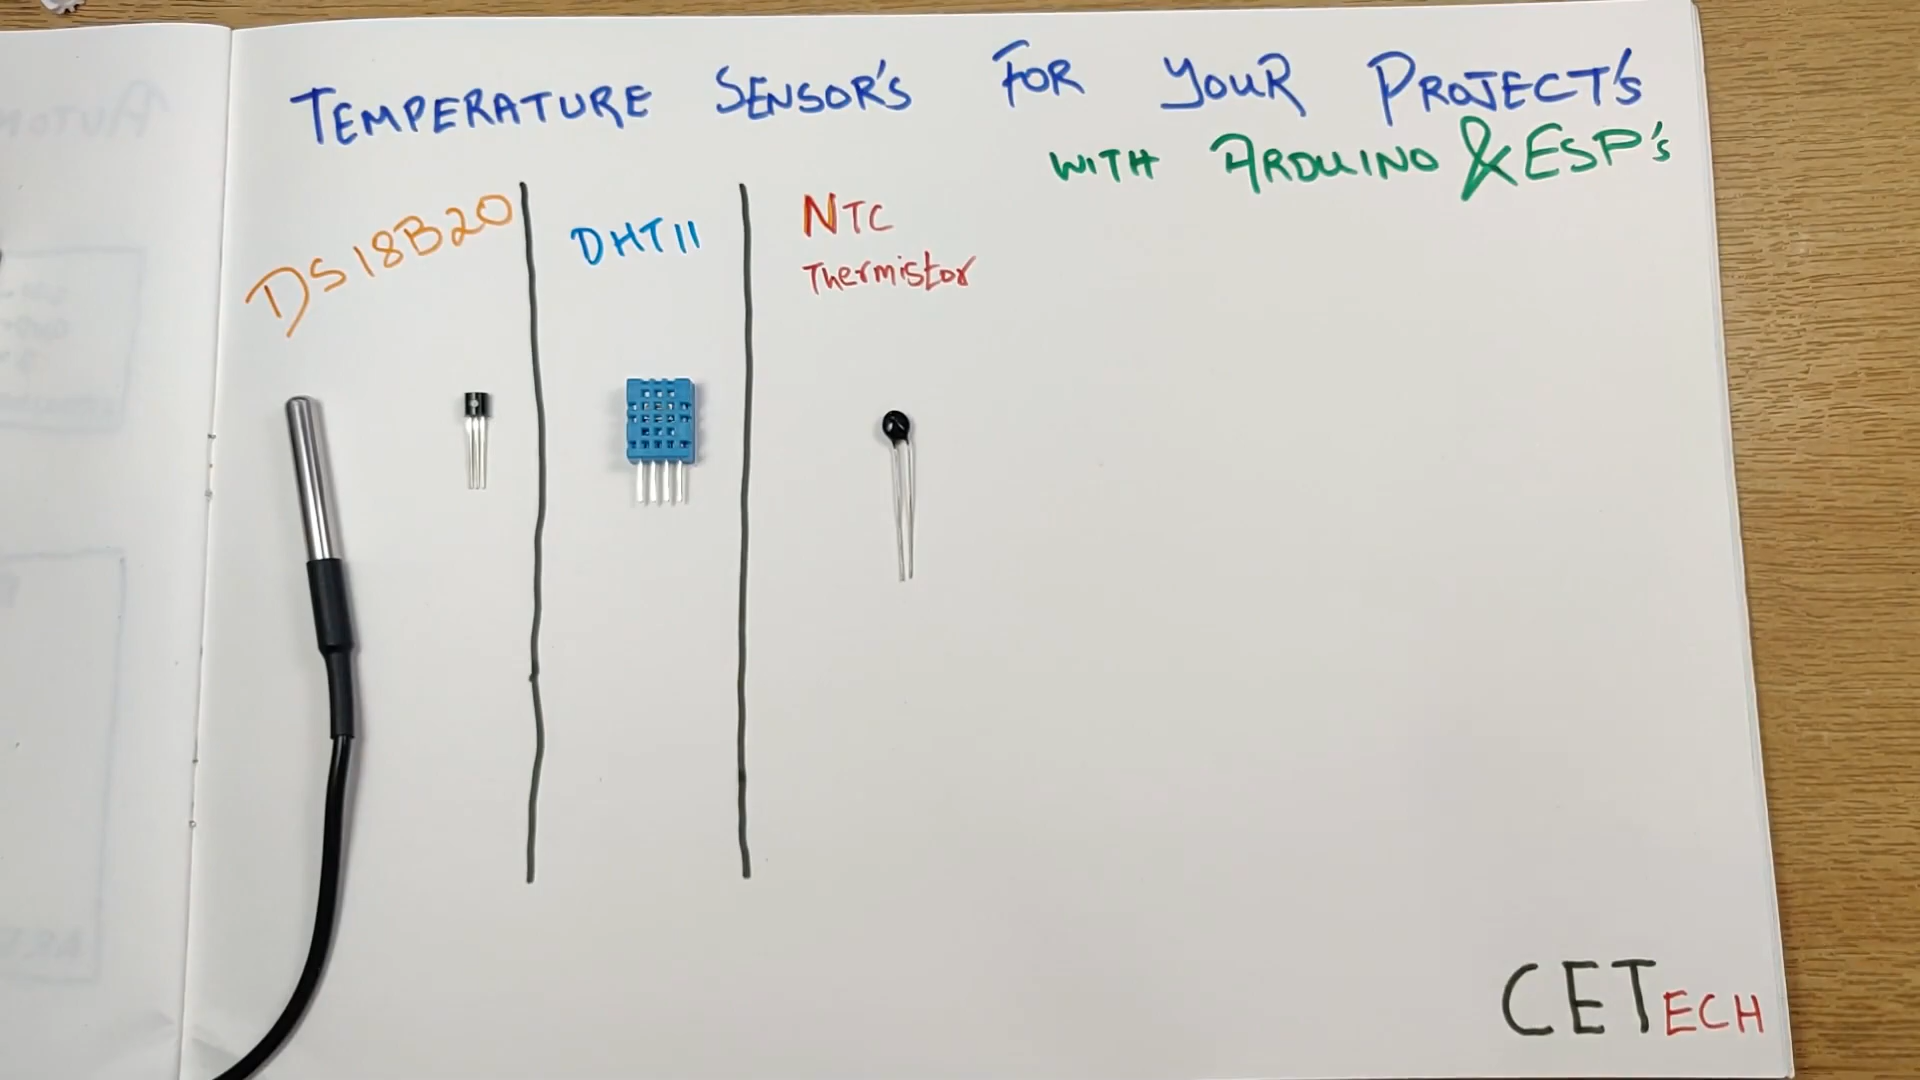 TEMPERATURE SENSOR'S FOR YOUR PROJECT'S
WITH ARDUINO & ESP's
DS18B20
DHT11
NTC
Thermistor
CETECH